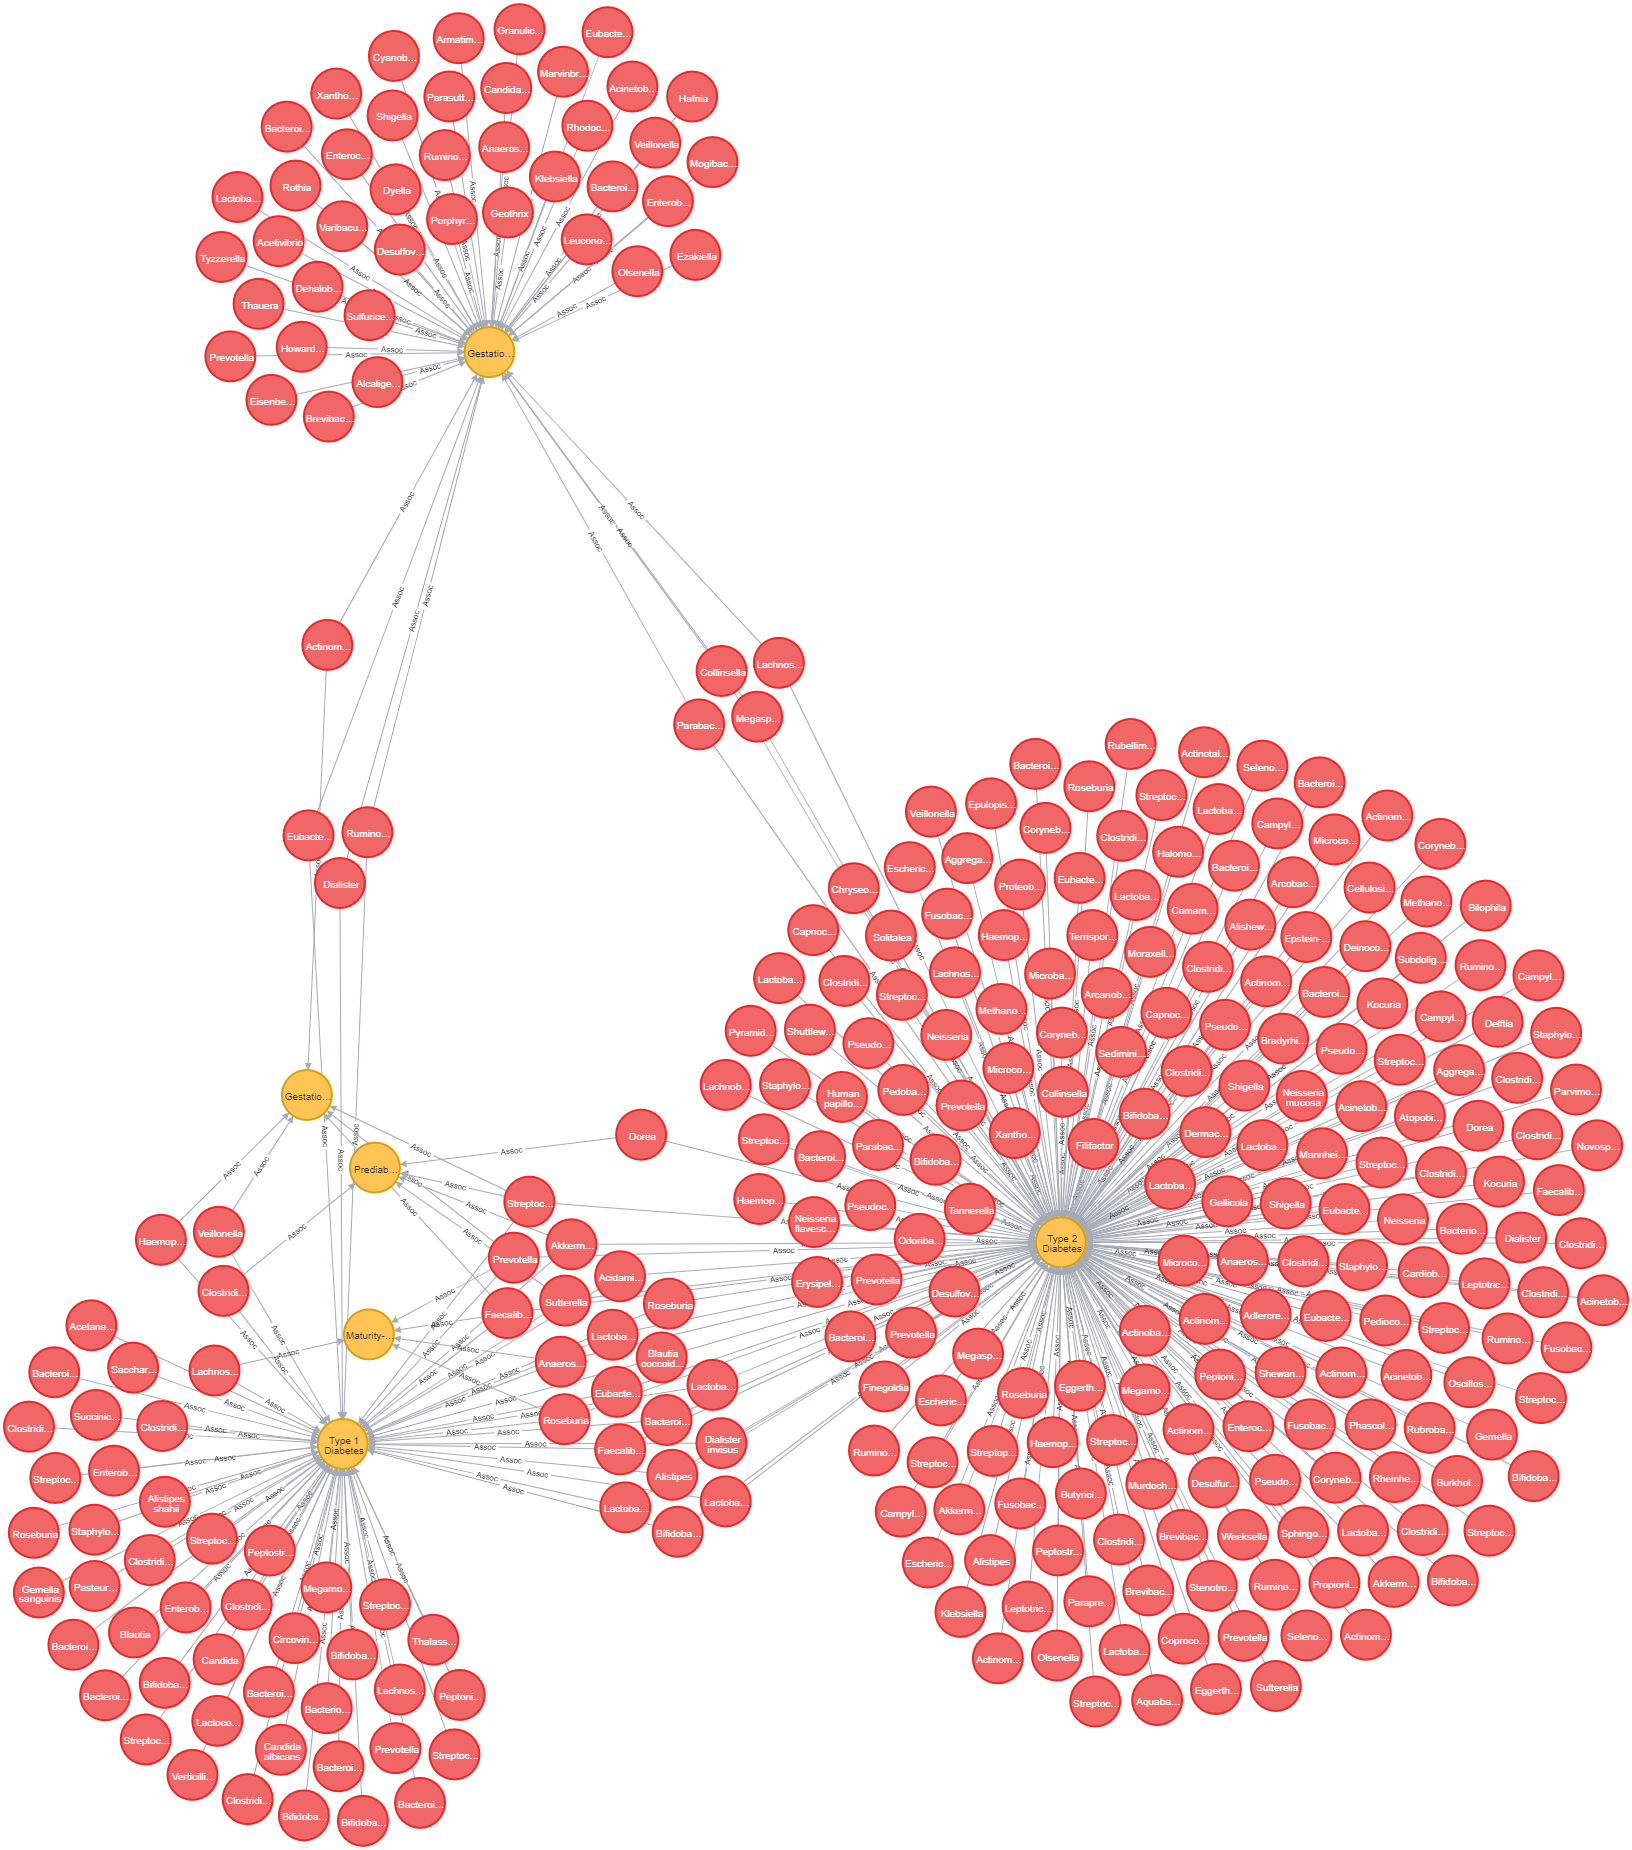 Granulic...
Armatim...
Eubacte...
Cyanob...
Marvinbr...
Acinetob...
Candida...
Xantho...
Parasutt...
Hafnia
Shigella
Rhodoc...
Bacteroi...
Veillonella
Anaeros...
Enteroc...
Rumino...
Mogibac...
Klebsiella
Rothia
Bacteroi...
Dyella
Lactoba...
Enterob...
Geothrix
Porphyr...
Varibacu...
Acetivibrio
Leucono...
Desulfov...
Ezakiella
Tyzzerella
Olsenella
Dehalob...
Thauera
Sulfurice...
Howard...
Prevotella
Gestatio...
Alcalige...
Eisenbe...
Brevibac...
Assoc
Assoc
Assoc
Assoc
Assoc
Assoc
Assoc
Assoc
Actinom...
Lachnos...
Collinsella
Megasp...
Parabac...
Eubacte...
Rumino...
Dialister
Gestatio...
Prediab...
Dorea
Assoc
Streptoc...
Veillonella
Haemop...
Akkerm...
Prevotella
Clostridi...
Acidami...
Sutterella
Roseburia
Faecalib...
Maturity-...
Lactoba...
Blautia
coccoid...
Anaeros...
Lachnos...
Eubacte...
Lactoba...
Roseburia
Bacteroi...
Dialister
invisus
Faecalib...
Alistipes
Lactoba...
Lactoba...
Bifidoba...
Type 1
Diabetes
Acetana...
Sacchar...
Bacteroi...
Succinic...
Clostridi...
Clostridi...
Enterob...
Streptoc...
Alistipes
shahii
Roseburia
Staphylo...
Streptoc...
Clostridi...
Peptostr...
Gemella
sanguinis
Pasteur...
Megamo...
Enterob...
Clostridi...
Streptoc...
Blautia
Bacteroi...
Circoviri...
Thalass...
Candida
Bifidoba...
Bifidoba...
Bacteroi...
Bacteroi...
Lachnos...
Peptoni...
Lactoco...
Bacterio...
Streptoc...
Candida
albicans
Prevotella
Streptoc...
Verticilli...
Bacteroi...
Clostridi...
Bifidoba...
Bifidoba...
Bacteroi...
Rubellim...
Actinotal...
Bacteroi...
Seleno...
Roseburia
Bacteroi...
Streptoc...
Epulopis...
Veillonella
Lactoba...
Actinom...
Coryneb...
Campyl...
Clostridi...
Microco...
Coryneb...
Aggrega...
Halomo...
Escheric...
Bacteroi...
Eubacte...
Proteob...
Arcobac...
Chryseo...
Cellulosi...
Lactoba...
Methano...
Bilophila
Comam...
Fusobac...
Alishew...
Capnoc...
Solitalea
Haemop...
Terrispor...
Epstein-...
Deinoco...
Moraxell...
Subdolig...
Rumino...
Clostridi...
Lachnos...
Microba...
Campyl...
Lactoba...
Clostridi...
Actinom...
Bacteroi...
Arcanob...
Streptoc...
Kocuria
Methano...
Capnoc...
Campyl...
Delftia
Pseudo...
Pyramid...
Shuttlew...
Neisseria
Coryneb...
Staphylo...
Pseudo...
Bradyrhi...
Pseudo...
Sedimini...
Streptoc...
Microco...
Clostridi...
Aggrega...
Clostridi...
Lachnob...
Staphylo...
Shigella
Parvimo...
Pedoba...
Collinsella
Neisseria
mucosa
Human
papillo...
Prevotella
Acinetob...
Bifidoba...
Atopobi...
Clostridi...
Xantho...
Dermac...
Dorea
Streptoc...
Filifactor
Lactoba...
Novosp...
Parabac...
Mannhei...
Bacteroi...
Bifidoba...
Streptoc...
Clostridi...
Lactoba...
Kocuria
Faecalib...
Haemop...
Gallicola
Shigella
Pseudoc...
Tannerella
Eubacte...
Neisseria
flavesc...
Neisseria
Bacterio...
Odoriba...
Type 2
Diabetes
Dialister
Clostridi...
Microco...
Anaeros...
Clostridi...
Staphylo...
Cardiob...
Erysipel...
Prevotella
Leptotric...
Clostridi...
Desulfov...
Acinetob...
Adlercre...
Actinom...
Eubacte...
Pedioco...
Actinoba...
Streptoc...
Bacteroi...
Prevotella
Rumino...
Fusobac...
Megasp...
Shewan...
Actinom...
Acinetob...
Peptoni...
Oscillos...
Finegoldia
Eggerth...
Roseburia
Megamo...
Escheric...
Streptoc...
Fusobac...
Phascol...
Enteroc...
Actinom...
Rubroba...
Gemella
Rumino...
Haemop...
Streptoc...
Streptop...
Streptoc...
Bifidoba...
Rheinhe...
Burkhol...
Coryneb...
Pseudo...
Desulfur...
Murdoch...
Butyrici...
Fusobac...
Campyl...
Akkerm...
Streptoc...
Lactoba...
Clostridi...
Sphingo...
Weeksella
Brevibac...
Clostridi...
Peptostr...
Alistipes
Escheric...
Bifidoba...
Akkerm...
Propioni...
Rumino...
Stenotro...
Brevibac...
Parapre...
Leptotric...
Klebsiella
Actinom...
Seleno...
Prevotella
Coproco...
Lactoba...
Olsenella
Actinom...
Sutterella
Eggerth...
Aquaba...
Streptoc...